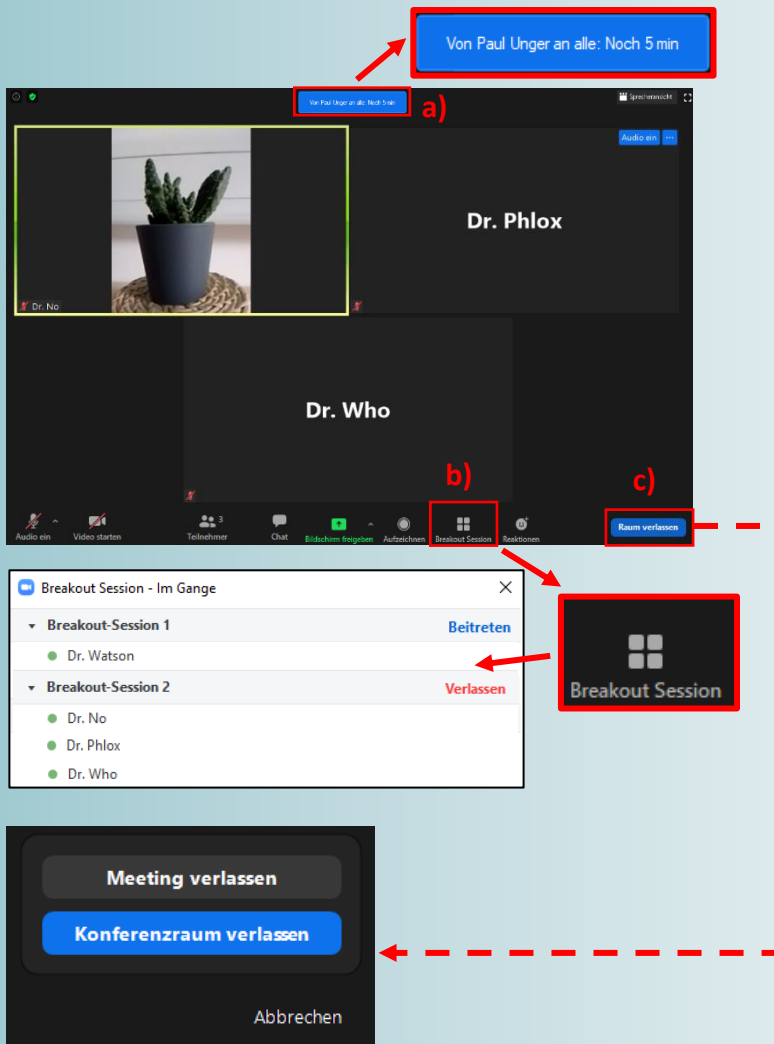 Von Paul Unger an alle: Noch 5 min
Von Paul Unger an alle: Noch 5 min
a)
Sprecheransicht
Audio ein
Dr. No
Dr. Phlox
Dr. Who
b)
c)
Audio ein
Video starten
3
Teilnehmer
Chat
Bildschirm freigeben
Aufzeichnen
Breakout Session
Reaktionen
Raum verlassen
Breakout Session - Im Gange
Breakout-Session 1 Beitreten
Dr. Watson
Breakout-Session 2 Verlassen
Dr. No
Dr. Phlox
Dr. Who
Breakout Session
Meeting verlassen
Konferenzraum verlassen
Abbrechen